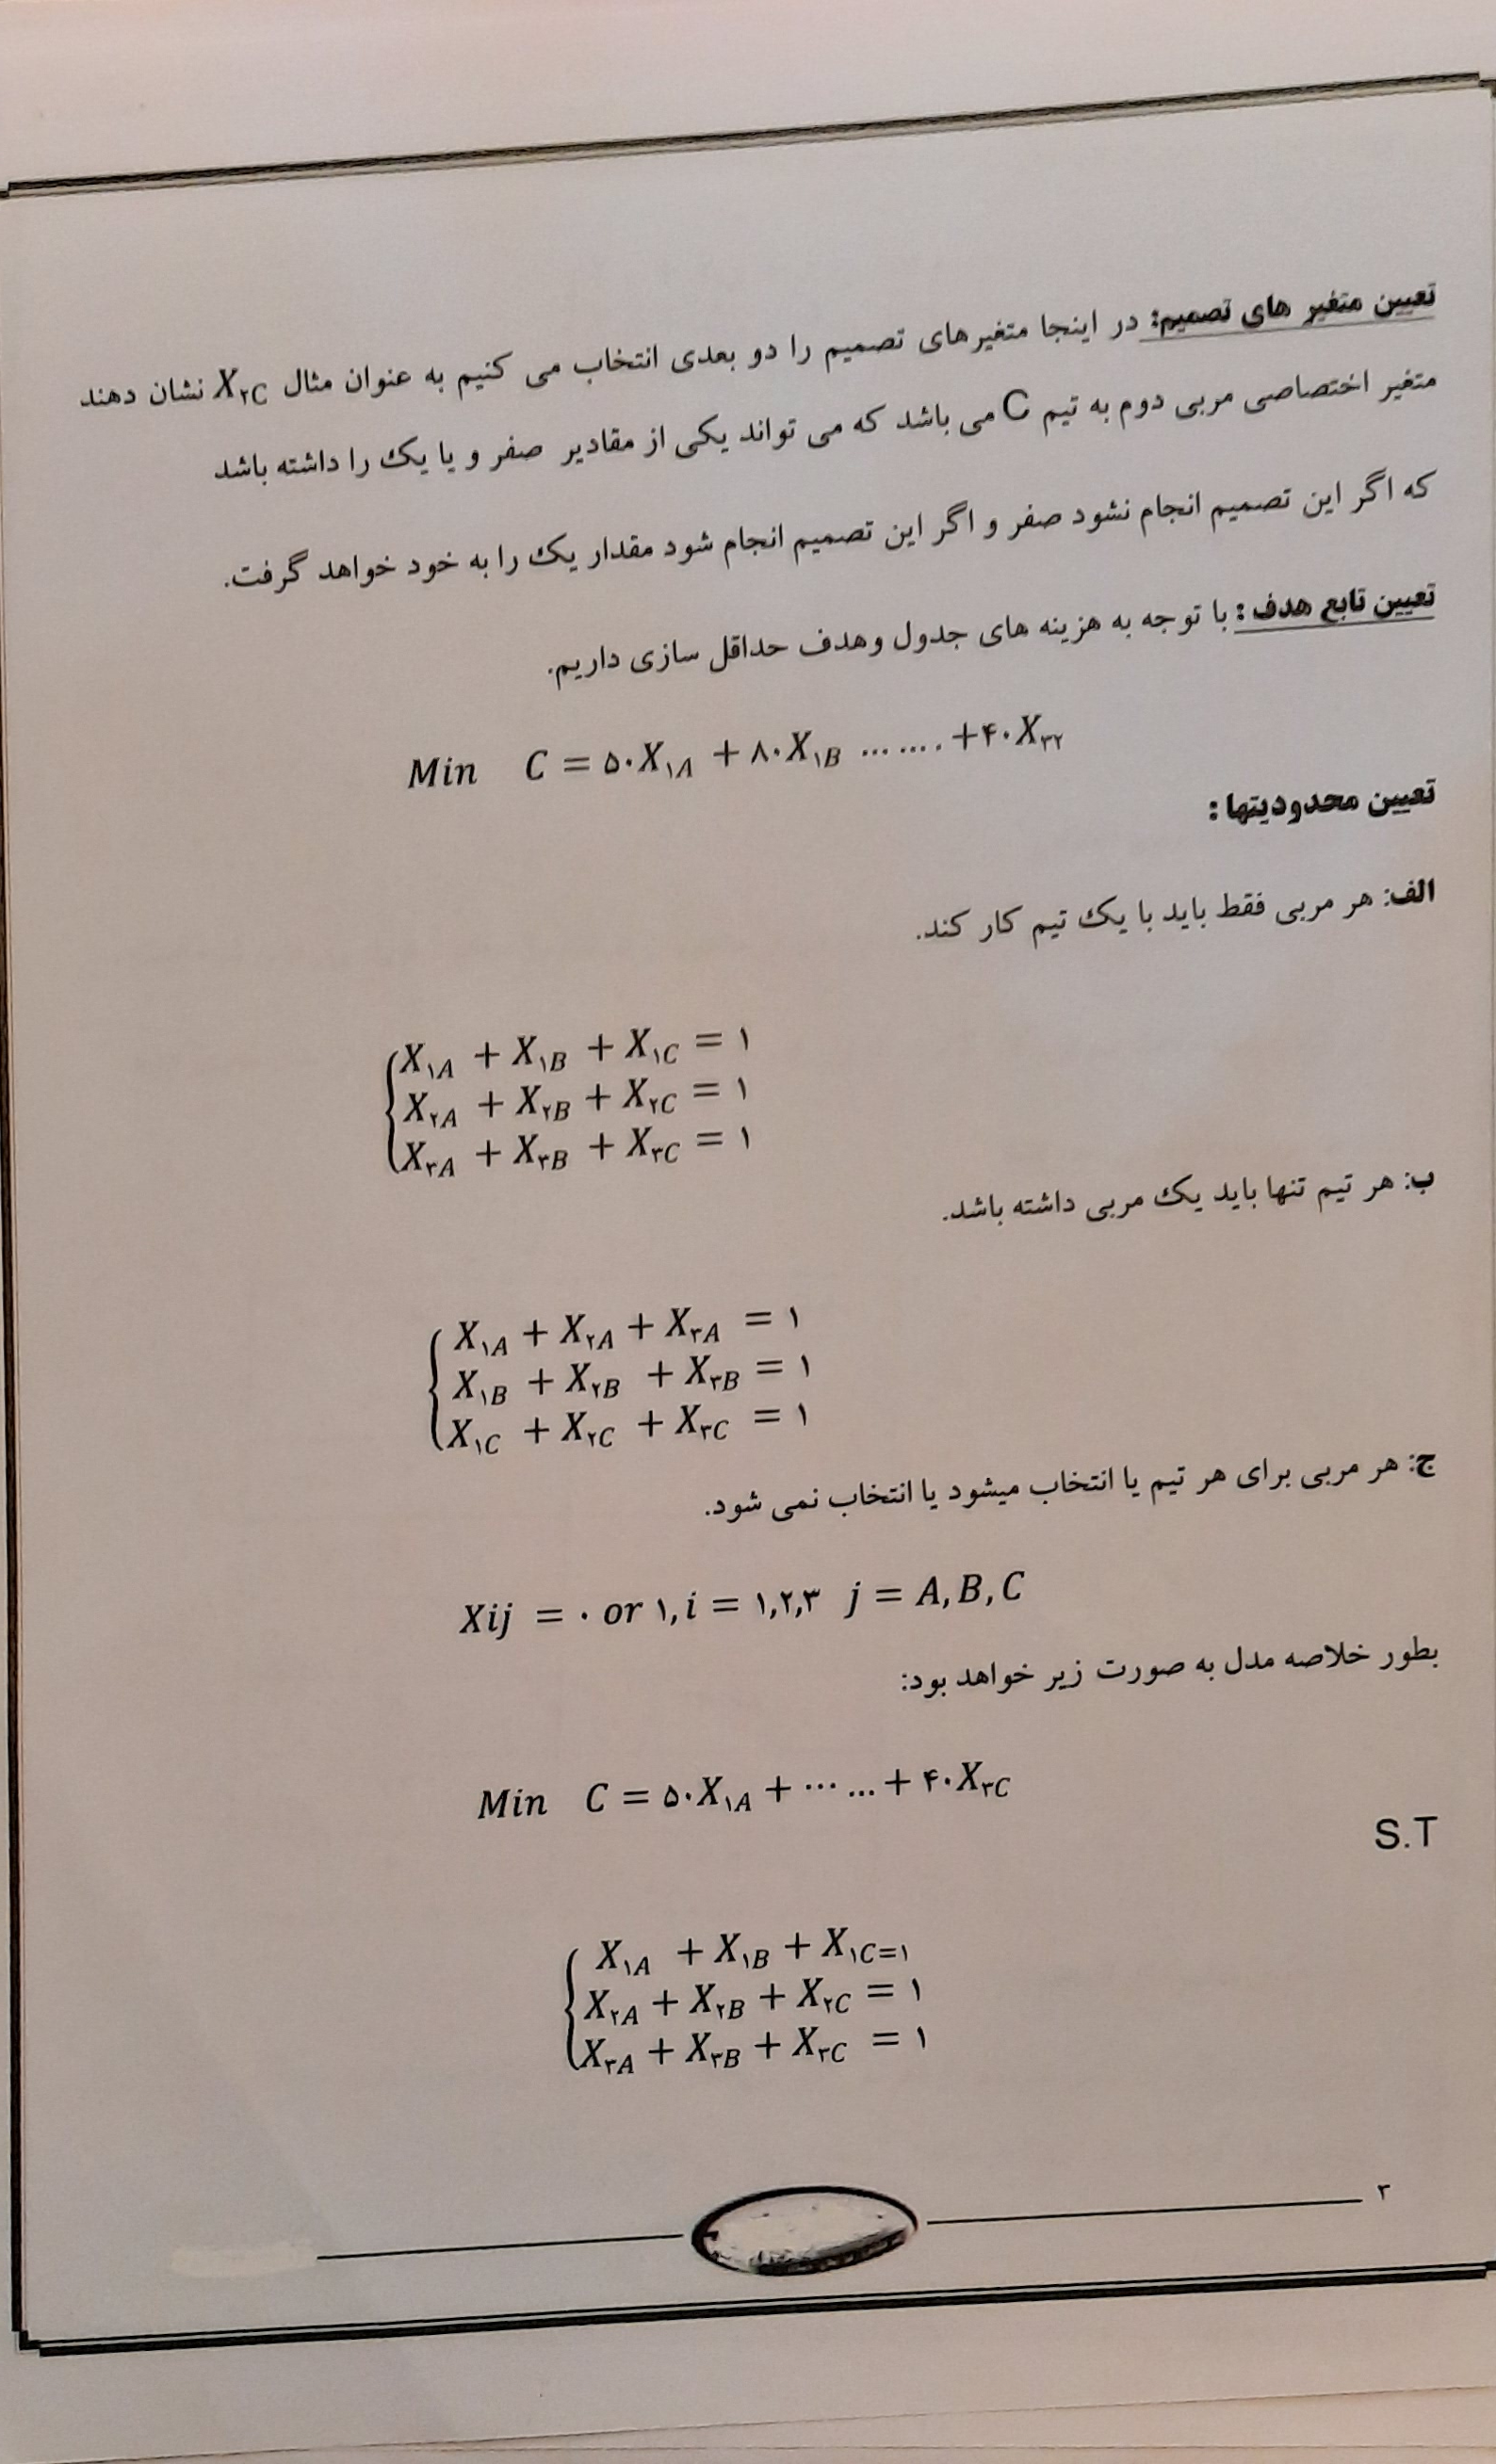 تعیین متغیر های تصمیم: در اینجا متغیرهای تصمیم را دو بعدی انتخاب می کنیم به عنوان مثال X۲C نشان دهند
متغیر اختصاصی مربی دوم به تیم C می باشد که می تواند یکی از مقادیر صفر و یا یک را داشته باشد
که اگر این تصمیم انجام نشود صفر و اگر این تصمیم انجام شود مقدار یک را به خود خواهد گرفت.
تعیین تابع هدف: با توجه به هزینه های جدول وهدف حداقل سازی داریم.
Min C = ۵۰X۱A + ۸۰X۱B ....... +۴۰X۳۲
تعیین محدودیتها:
الف: هر مربی فقط باید با یک تیم کار کند.
X۱A + X۱B + X۱C = ۱
X۲A + X۲B + X۲C = ۱
X۳A + X۳B + X۳C = ۱
ب: هر تیم تنها باید یک مربی داشته باشد.
X۱A + X۲A + X۳A = ۱
X۱B + X۲B + X۳B = ۱
X۱C + X۲C + X۳C = ۱
ج: هر مربی برای هر تیم یا انتخاب میشود یا انتخاب نمی شود.
Xij = ۰ or ۱, i = ۱,۲,۳ j = A, B, C
بطور خلاصه مدل به صورت زیر خواهد بود:
Min C = ۵۰X۱A + ⋯ … + ۴۰X۳C
S.T
X۱A + X۱B + X۱C=۱
X۲A + X۲B + X۲C = ۱
X۳A + X۳B + X۳C = ۱
۳